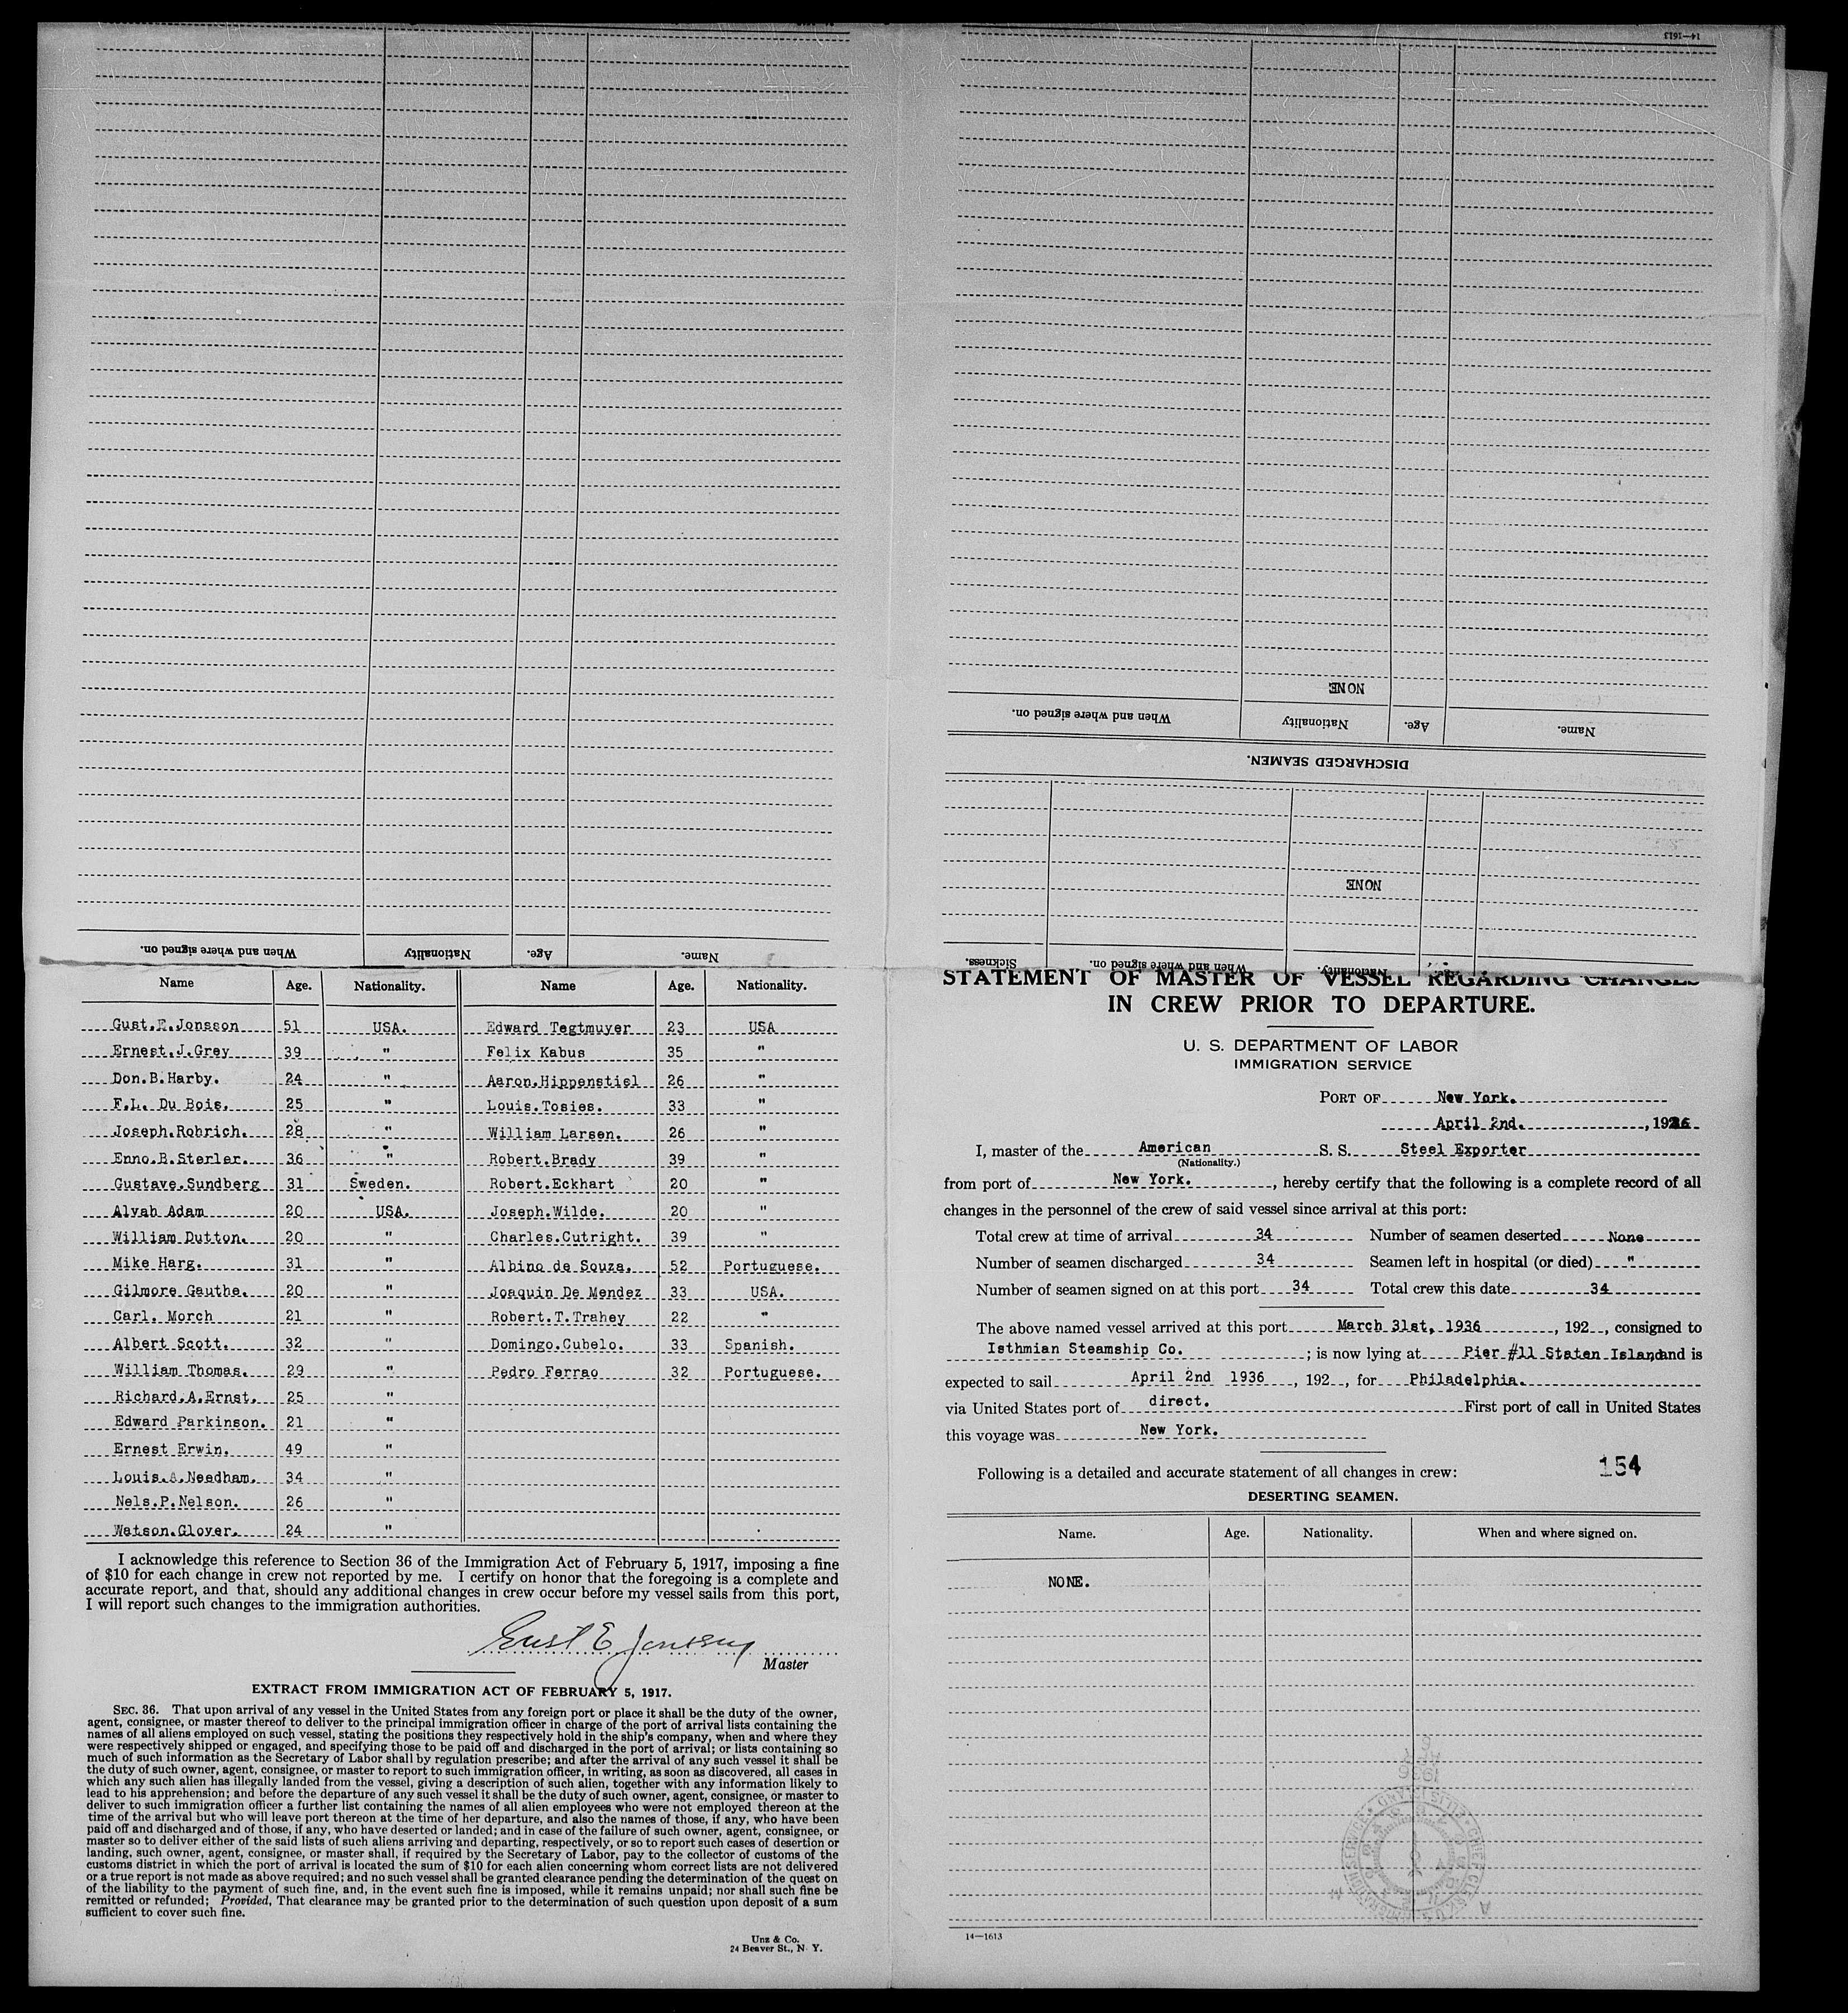 14—1613
NONE
When and where signed on. Nationality Age. Name.
DISCHARGED SEAMEN.
NONE
Sickness. When and where signed on. Nationality.
When and where signed on. Nationality Age. Name.
Name Age. Nationality. Name Age. Nationality.
Gust.E.Jonsson 51 USA. Edward Tegtmuyer 23 USA
Ernest.J.Grey 39 " Felix Kabus 35 "
Don.B.Harby. 24 " Aaron.Hippenstiel 26 "
F.L. Du Bois. 25 " Louis.Tosies. 33 "
Joseph.Rohrich. 28 " William Larsen. 26 "
Enno.B.Sterler. 36 " Robert.Brady 39 "
Gustave.Sundberg 31 Sweden. Robert.Eckhart 20 "
Alvah Adam 20 USA. Joseph.Wilde. 20 "
William Dutton. 20 " Charles.Cutright. 39 "
Mike Harg. 31 " Albino de Souza. 52 Portuguese.
Gilmore Gauthe. 20 " Joaquin De Mendez 33 USA.
Carl. Morch 21 " Robert.T.Trahey 22 "
Albert Scott. 32 " Domingo.Cubelo. 33 Spanish.
William Thomas. 29 " Pedro Ferrao 32 Portuguese.
Richard.A.Ernst. 25 "
Edward Parkinson. 21 "
Ernest Erwin. 49 "
Louis.A.Needham. 34 "
Nels.P.Nelson. 26 "
Watson.Glover. 24 "
I acknowledge this reference to Section 36 of the Immigration Act of February 5, 1917, imposing a fine
of $10 for each change in crew not reported by me. I certify on honor that the foregoing is a complete and
accurate report, and that, should any additional changes in crew occur before my vessel sails from this port,
I will report such changes to the immigration authorities.
Gust E Jonsson
Master
EXTRACT FROM IMMIGRATION ACT OF FEBRUARY 5, 1917.
SEC. 36. That upon arrival of any vessel in the United States from any foreign port or place it shall be the duty of the owner,
agent, consignee, or master thereof to deliver to the principal immigration officer in charge of the port of arrival lists containing the
names of all aliens employed on such vessel, stating the positions they respectively hold in the ship's company, when and where they
were respectively shipped or engaged, and specifying those to be paid off and discharged in the port of arrival; or lists containing so
much of such information as the Secretary of Labor shall by regulation prescribe; and after the arrival of any such vessel it shall be
the duty of such owner, agent, consignee, or master to report to such immigration officer, in writing, as soon as discovered, all cases in
which any such alien has illegally landed from the vessel, giving a description of such alien, together with any information likely to
lead to his apprehension; and before the departure of any such vessel it shall be the duty of such owner, agent, consignee, or master to
deliver to such immigration officer a further list containing the names of all alien employees who were not employed thereon at the
time of the arrival but who will leave port thereon at the time of her departure, and also the names of those, if any, who have been
paid off and discharged and of those, if any, who have deserted or landed; and in case of the failure of such owner, agent, consignee, or
master so to deliver either of the said lists of such aliens arriving and departing, respectively, or so to report such cases of desertion or
landing, such owner, agent, consignee, or master shall, if required by the Secretary of Labor, pay to the collector of customs of the
customs district in which the port of arrival is located the sum of $10 for each alien concerning whom correct lists are not delivered
or a true report is not made as above required; and no such vessel shall be granted clearance pending the determination of the quest on
of the liability to the payment of such fine, and, in the event such fine is imposed, while it remains unpaid; nor shall such fine be
remitted or refunded; Provided, That clearance may be granted prior to the determination of such question upon deposit of a sum
sufficient to cover such fine.
Unz & Co.
24 Beaver St., N. Y.
STATEMENT OF MASTER OF VESSEL REGARDING CHANGES
IN CREW PRIOR TO DEPARTURE.
U. S. DEPARTMENT OF LABOR
IMMIGRATION SERVICE
PORT OF New York.
April 2nd. , 1936
I, master of the American S. S. Steel Exporter
(Nationality.)
from port of New York. , hereby certify that the following is a complete record of all
changes in the personnel of the crew of said vessel since arrival at this port:
Total crew at time of arrival 34 Number of seamen deserted None
Number of seamen discharged 34 Seamen left in hospital (or died) "
Number of seamen signed on at this port 34 Total crew this date 34
The above named vessel arrived at this port March 31st, 1936 , 192 , consigned to
Isthmian Steamship Co. ; is now lying at Pier #11 Staten Island and is
expected to sail April 2nd 1936 , 192 , for Philadelphia.
via United States port of direct. First port of call in United States
this voyage was New York.
Following is a detailed and accurate statement of all changes in crew: 154
DESERTING SEAMEN.
Name. Age. Nationality. When and where signed on.
NONE.
1936
14—1613